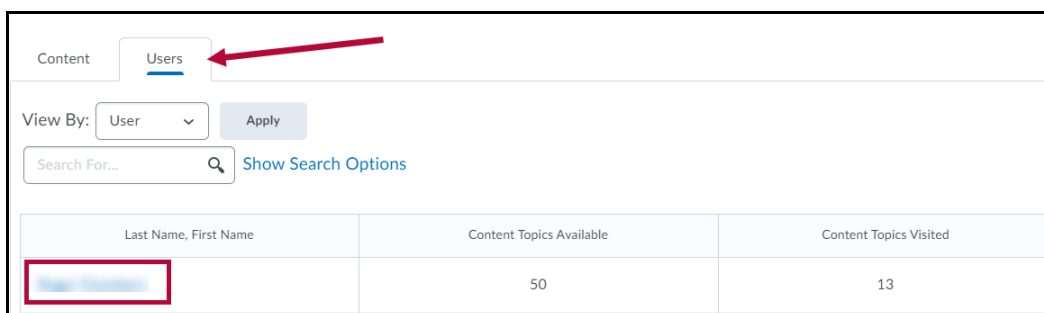 Content Users
View By: User Apply
Search For... Show Search Options
Last Name, First Name Content Topics Available Content Topics Visited
50 13